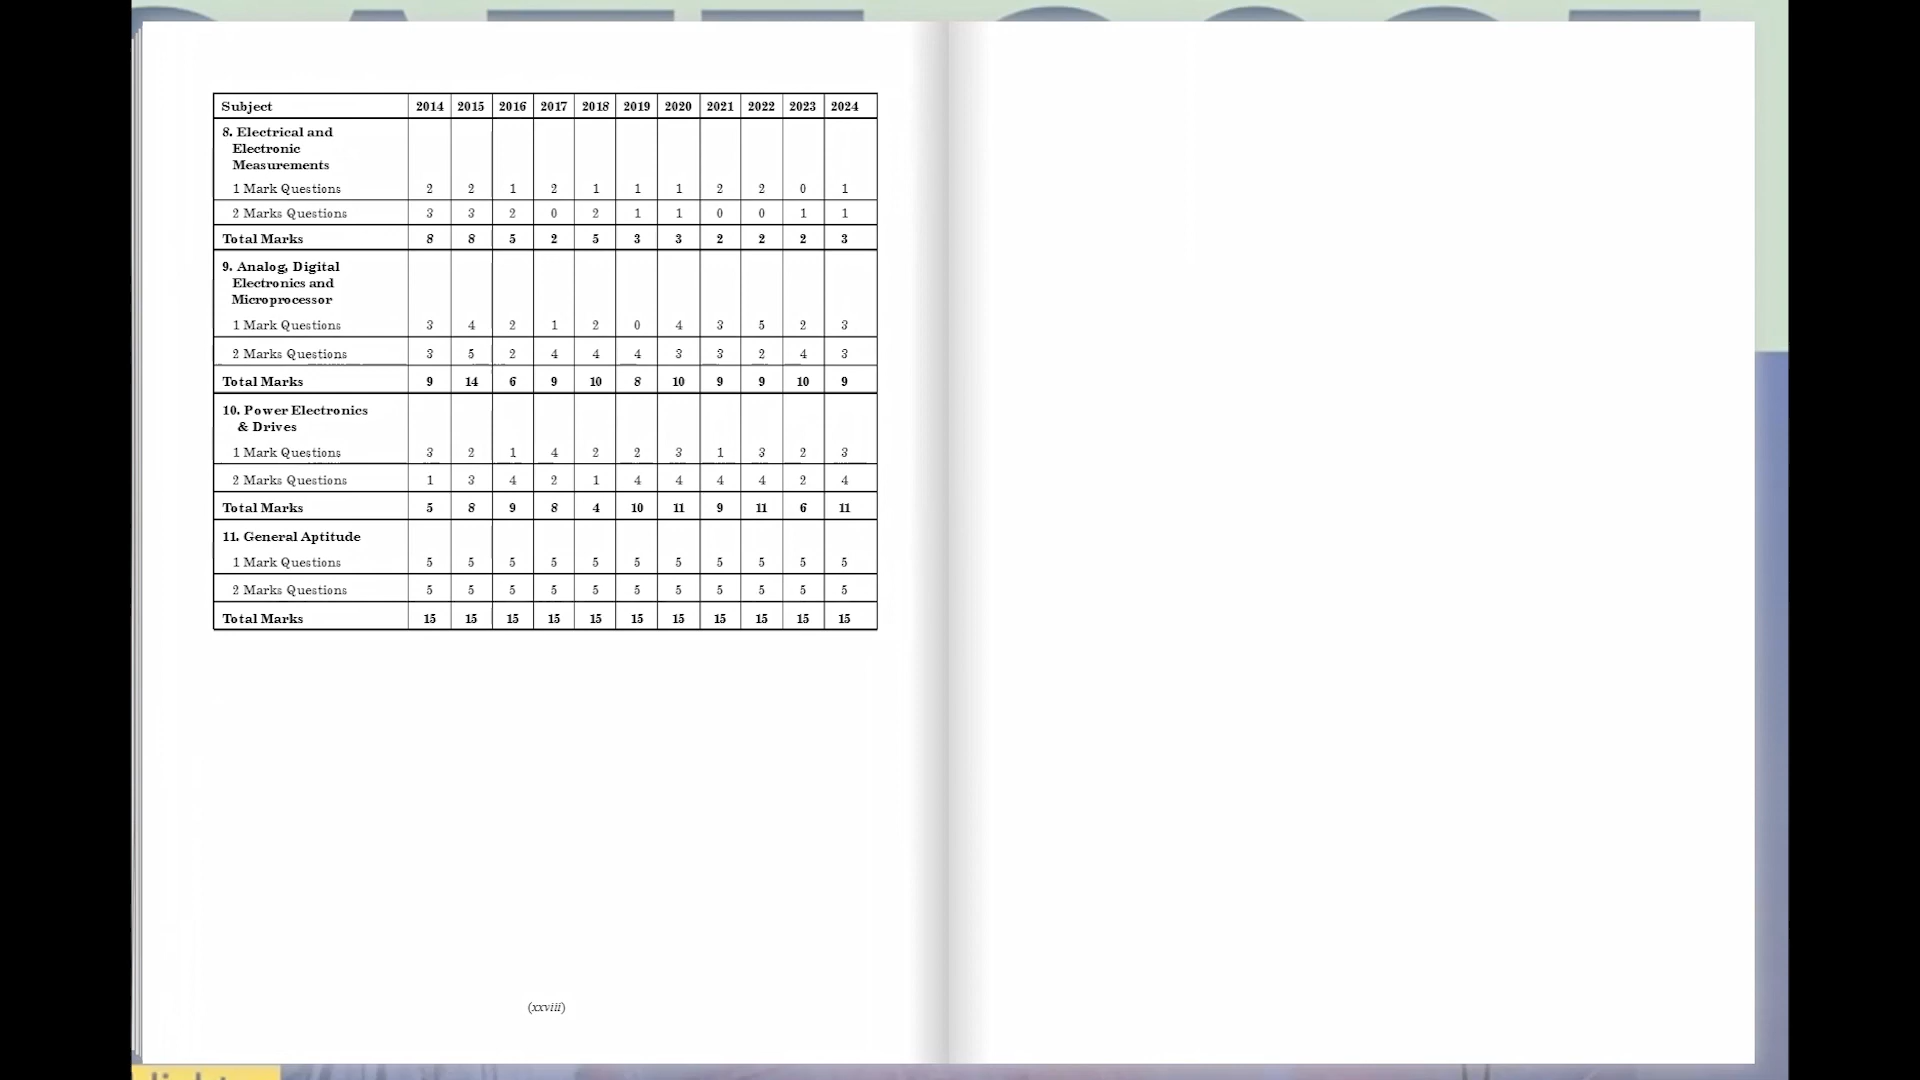 Subject 2014 2015 2016 2017 2018 2019 2020 2021 2022 2023 2024
8. Electrical and
Electronic
Measurements
1 Mark Questions 2 2 1 2 1 1 1 2 2 0 1
2 Marks Questions 3 3 2 0 2 1 1 0 0 1 1
Total Marks 8 8 5 2 5 3 3 2 2 2 3
9. Analog, Digital
Electronics and
Microprocessor
1 Mark Questions 3 4 2 1 2 0 4 3 5 2 3
2 Marks Questions 3 5 2 4 4 4 3 3 2 4 3
Total Marks 9 14 6 9 10 8 10 9 9 10 9
10. Power Electronics
& Drives
1 Mark Questions 3 2 1 4 2 2 3 1 3 2 3
2 Marks Questions 1 3 4 2 1 4 4 4 4 2 4
Total Marks 5 8 9 8 4 10 11 9 11 6 11
11. General Aptitude
1 Mark Questions 5 5 5 5 5 5 5 5 5 5 5
2 Marks Questions 5 5 5 5 5 5 5 5 5 5 5
Total Marks 15 15 15 15 15 15 15 15 15 15 15
(xxviii)